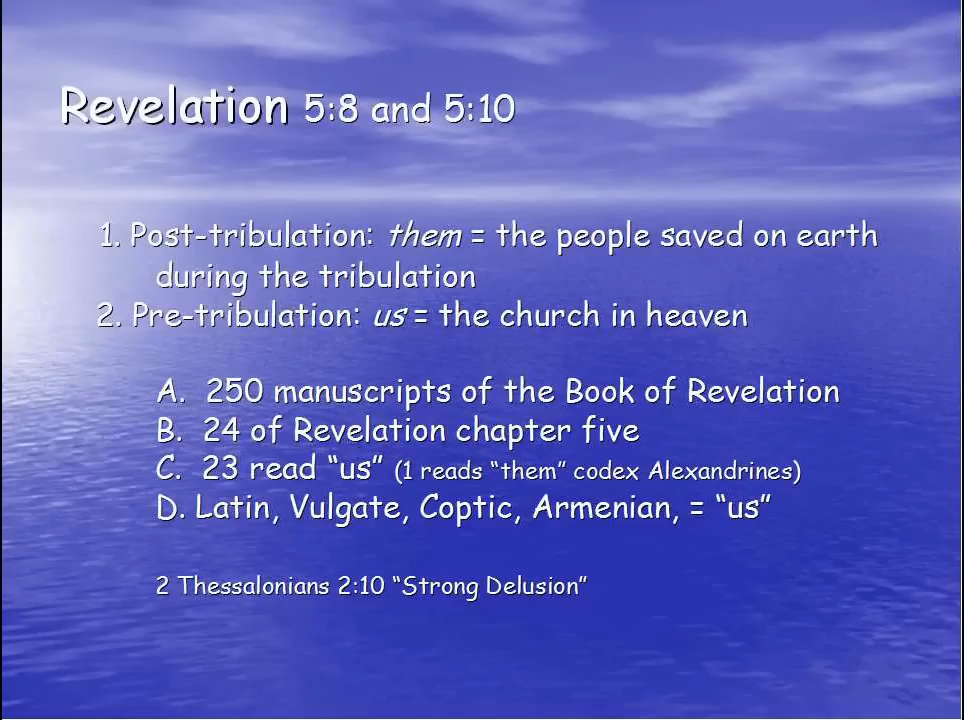 Revelation 5:8 and 5:10
1. Post-tribulation: them = the people saved on earth
during the tribulation
2. Pre-tribulation: us = the church in heaven
A. 250 manuscripts of the Book of Revelation
B. 24 of Revelation chapter five
C. 23 read “us” (1 reads “them” codex Alexandrines)
D. Latin, Vulgate, Coptic, Armenian, = “us”
2 Thessalonians 2:10 “Strong Delusion”